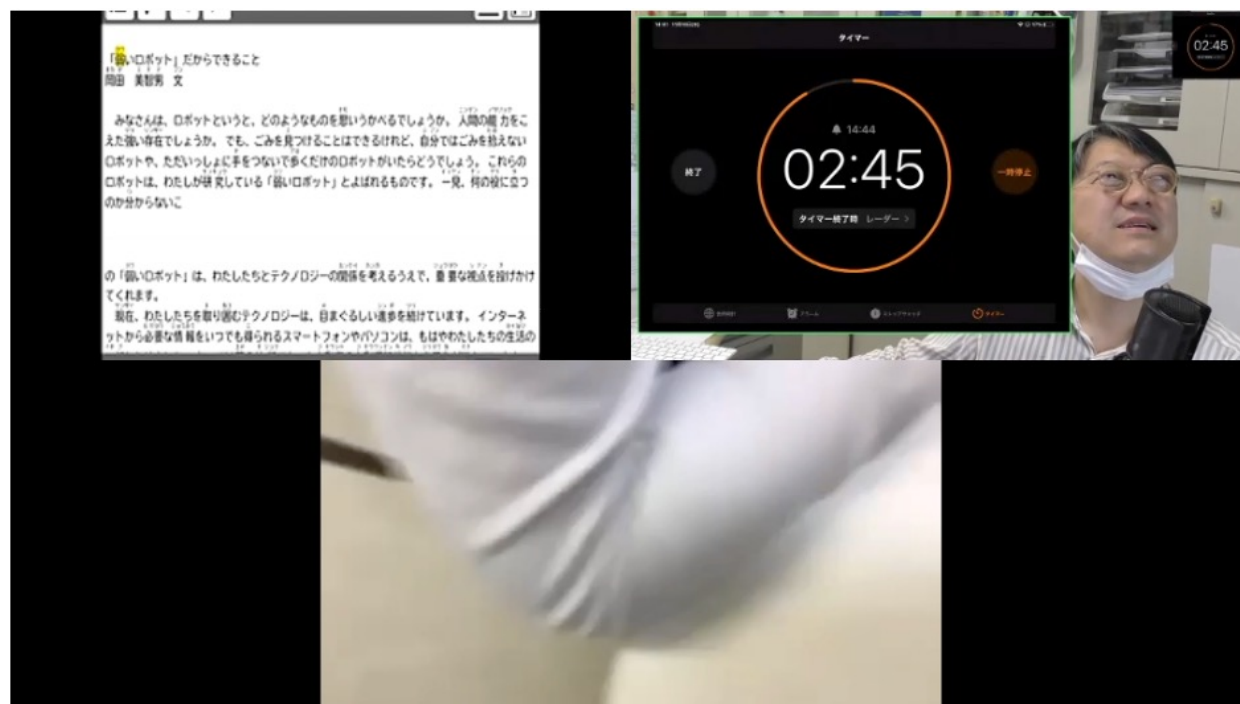 「弱いロボット」だからできること
岡田 美智男 文
みなさんは、ロボットというと、どのようなものを思いうかべるでしょうか。人間の能力をこ
えた強い存在でしょうか。でも、ごみを見つけることはできるけれど、自分ではごみを拾えない
ロボットや、ただいっしょに手をつないで歩くだけのロボットがいたらどうでしょう。これらの
ロボットは、わたしが研究している「弱いロボット」とよばれるものです。一見、何の役に立つ
のか分からないこ
の「弱いロボット」は、わたしたちとテクノロジーの関係を考えるうえで、重要な視点を投げかけ
てくれます。
現在、わたしたちを取り囲むテクノロジーは、目まぐるしい進歩を続けています。インターネ
ットから必要な情報をいつでも得られるスマートフォンやパソコンは、もはやわたしたちの生活の
タイマー
14:44
02:45
終了
一時停止
タイマー終了時 レーダー
アラーム
ストップウォッチ
タイマー
02:45